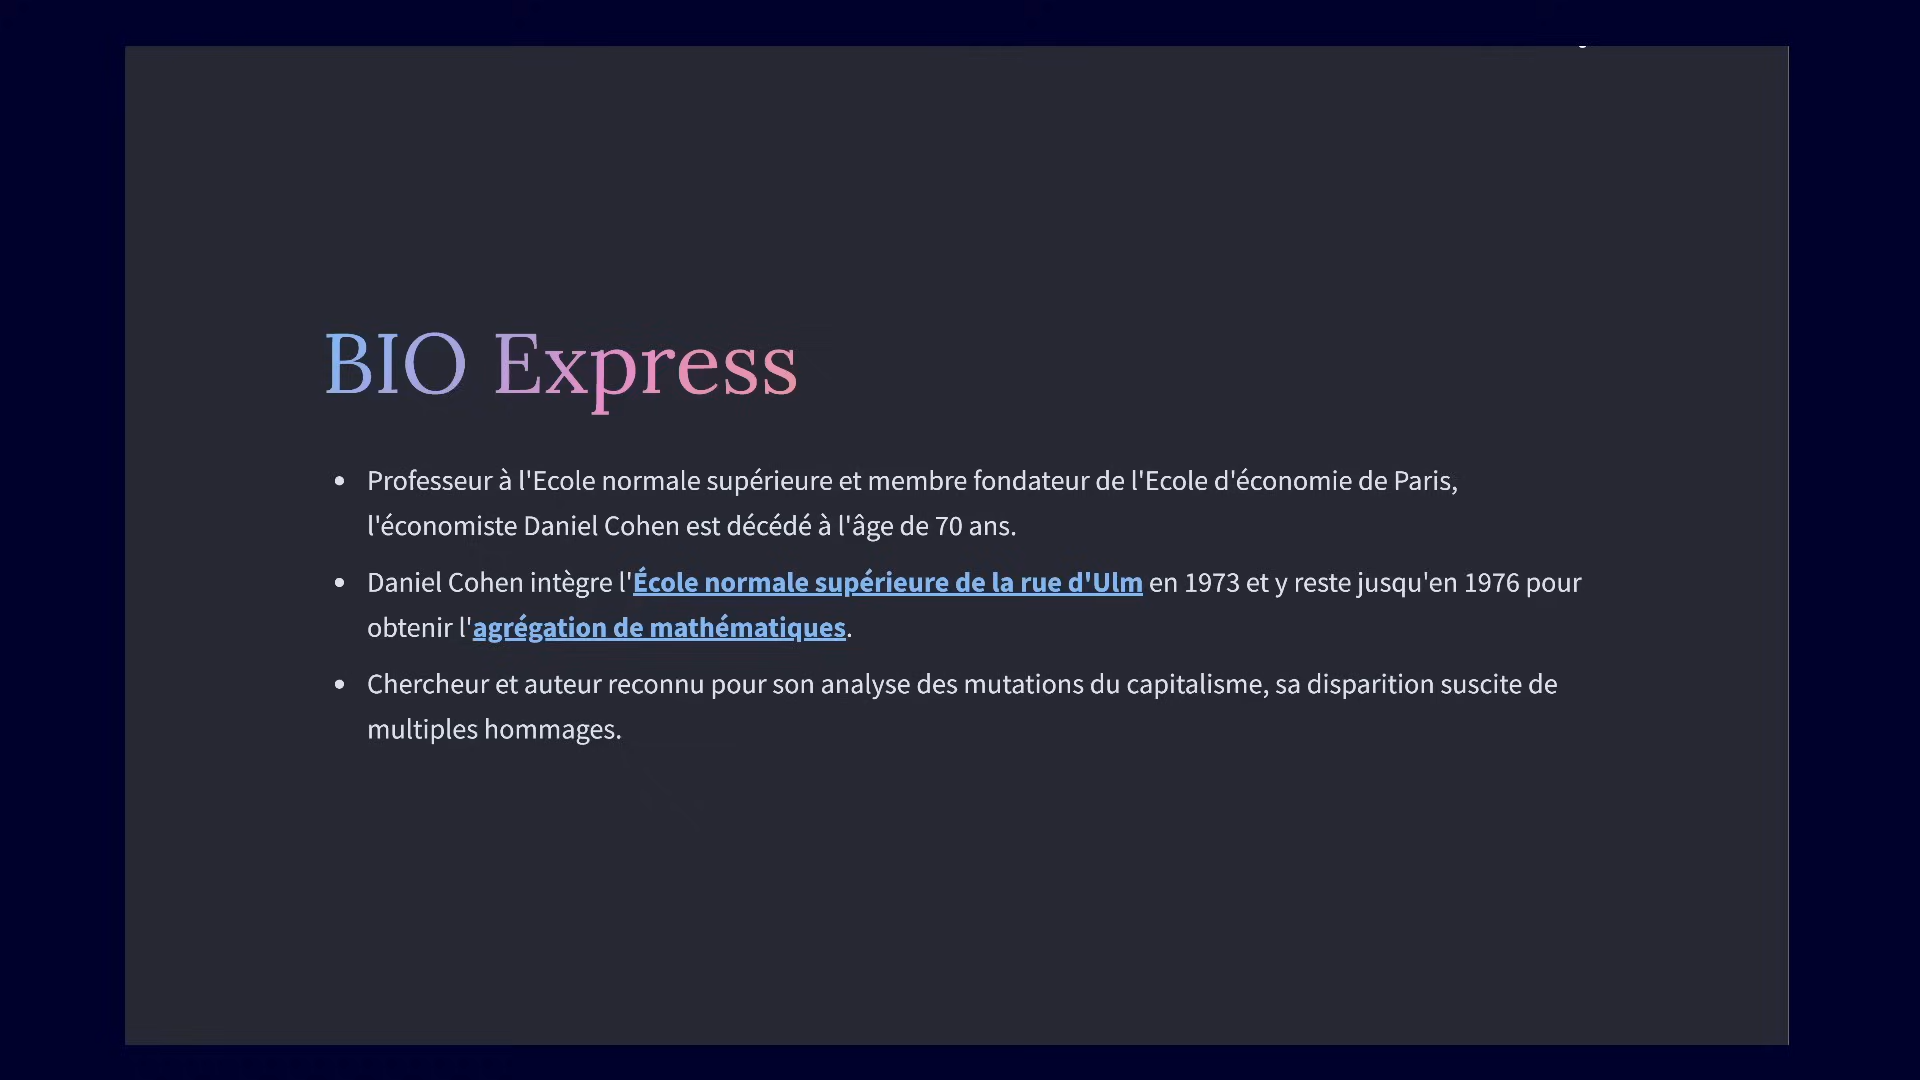 BIO Express
• Professeur à l'Ecole normale supérieure et membre fondateur de l'Ecole d'économie de Paris,
l'économiste Daniel Cohen est décédé à l'âge de 70 ans.
• Daniel Cohen intègre l'École normale supérieure de la rue d'Ulm en 1973 et y reste jusqu'en 1976 pour
obtenir l'agrégation de mathématiques.
• Chercheur et auteur reconnu pour son analyse des mutations du capitalisme, sa disparition suscite de
multiples hommages.